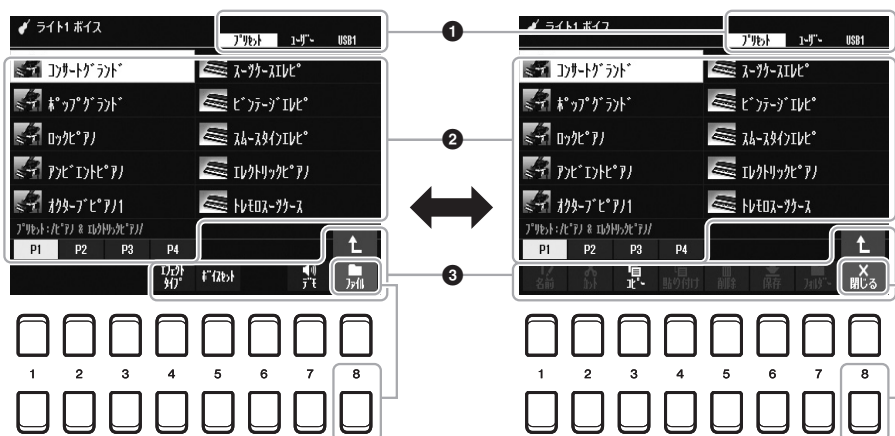 ライト1 ボイス
プリセット ユーザー USB1
❶
コンサートグランド スーツケースエレピ
ポップグランド ビンテージエレピ
ロックピアノ スムースタインエレピ
アンビエントピアノ エレクトリックピアノ
オクターブピアノ1 トレモロスーツケース
プリセット:/ピアノ & エレクトリックピアノ/
P1 P2 P3 P4
エフェクトタイプ ボイスセット デモ ファイル
1 2 3 4 5 6 7 8
❷
❸
ライト1 ボイス
プリセット ユーザー USB1
コンサートグランド スーツケースエレピ
ポップグランド ビンテージエレピ
ロックピアノ スムースタインエレピ
アンビエントピアノ エレクトリックピアノ
オクターブピアノ1 トレモロスーツケース
プリセット:/ピアノ & エレクトリックピアノ/
P1 P2 P3 P4
名前 カット コピー 貼り付け 削除 保存 フォルダー 閉じる
1 2 3 4 5 6 7 8